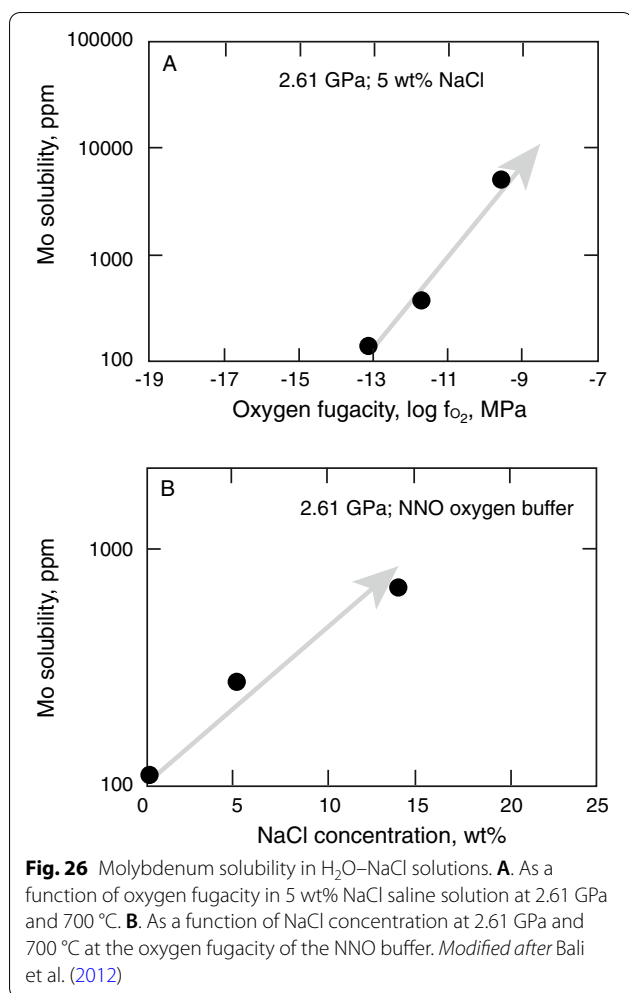 100000
A
2.61 GPa; 5 wt% NaCl
10000
Mo solubility, ppm
1000
100
-19 -17 -15 -13 -11 -9 -7
Oxygen fugacity, log fO₂, MPa
B
2.61 GPa; NNO oxygen buffer
1000
Mo solubility, ppm
100
0 5 10 15 20 25
NaCl concentration, wt%
Fig. 26 Molybdenum solubility in H₂O–NaCl solutions. A. As a
function of oxygen fugacity in 5 wt% NaCl saline solution at 2.61 GPa
and 700 °C. B. As a function of NaCl concentration at 2.61 GPa and
700 °C at the oxygen fugacity of the NNO buffer. Modified after Bali
et al. (2012)